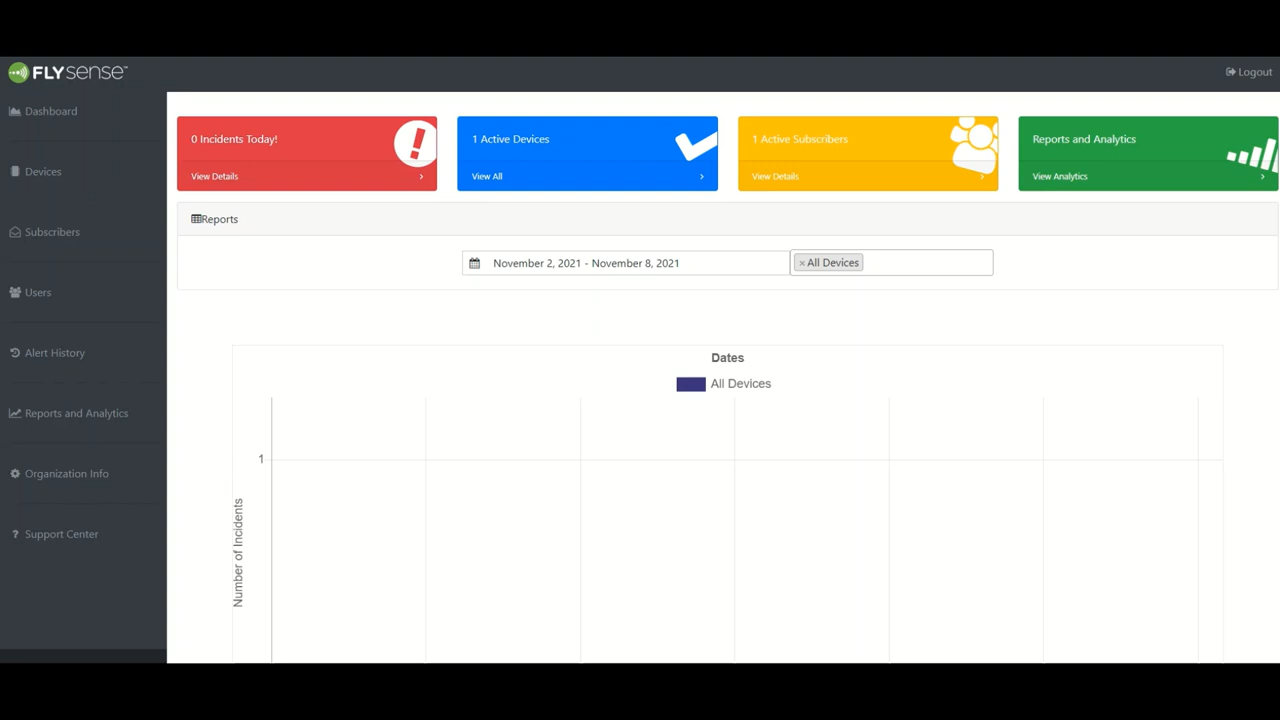 FLYSENSE™
Logout
Dashboard
Devices
Subscribers
Users
Alert History
Reports and Analytics
Organization Info
? Support Center
0 Incidents Today!
View Details
1 Active Devices
View All
1 Active Subscribers
View Details
Reports and Analytics
View Analytics
Reports
November 2, 2021 - November 8, 2021
× All Devices
Dates
All Devices
1
Number of Incidents